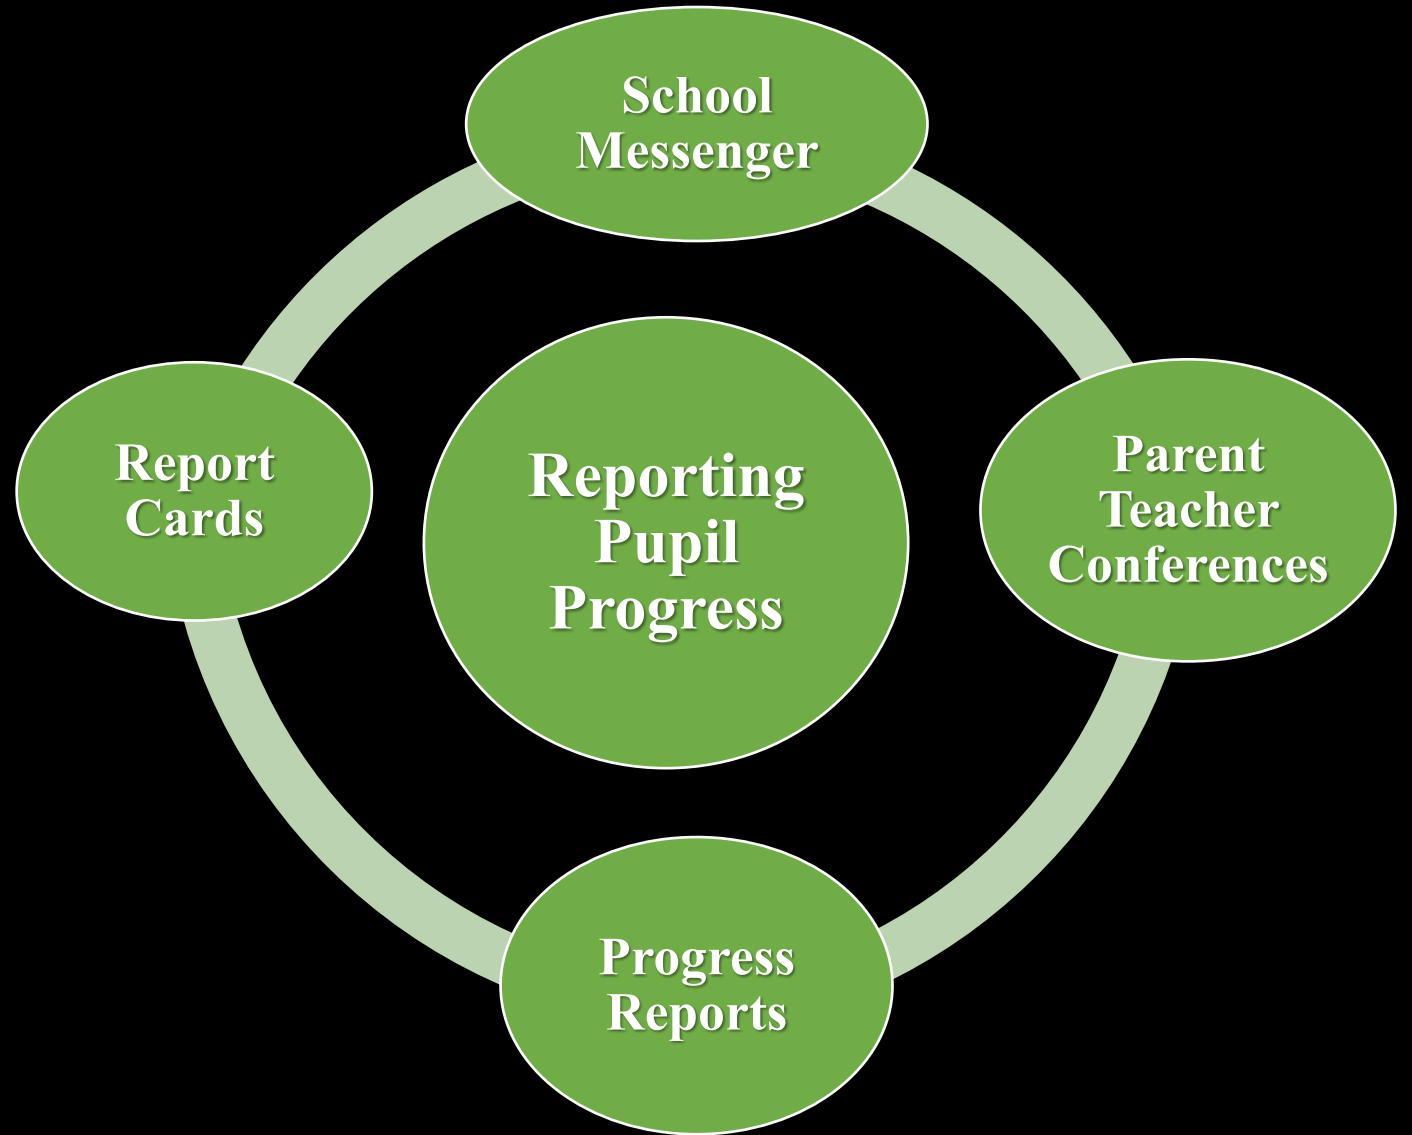 School
Messenger
Report
Cards
Reporting
Pupil
Progress
Parent
Teacher
Conferences
Progress
Reports